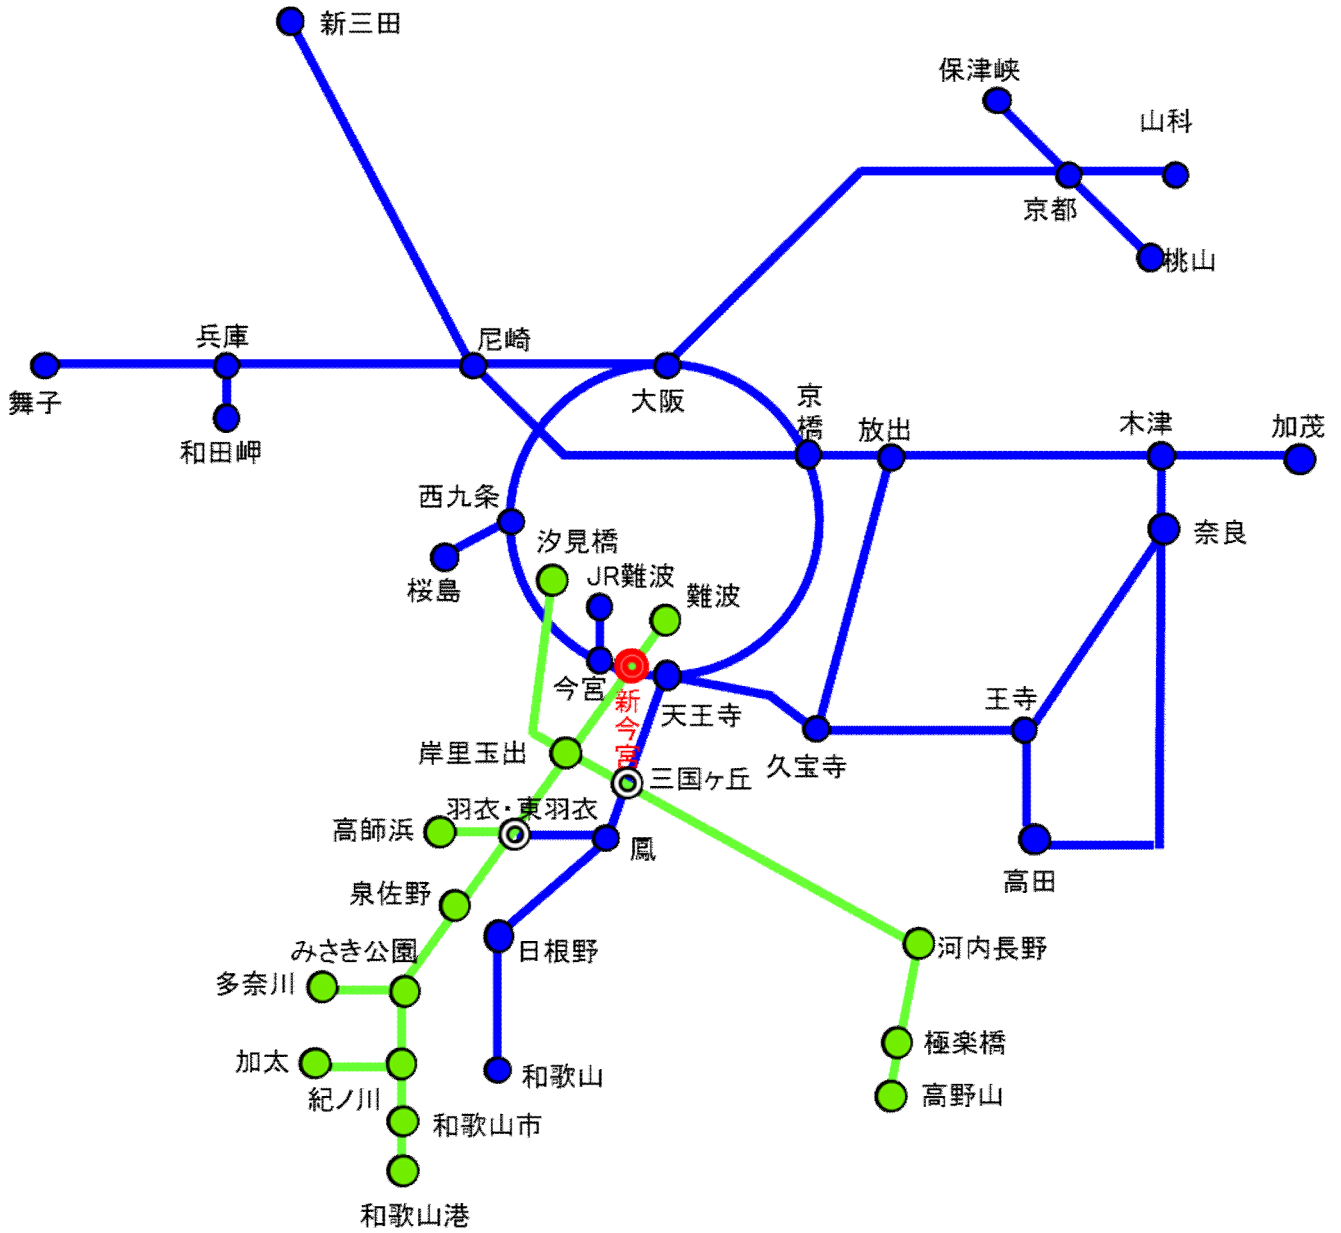 新三田
保津峡
山科
京都
桃山
兵庫
尼崎
舞子
大阪
京橋
放出
木津
加茂
和田岬
西九条
汐見橋
奈良
桜島
JR難波
難波
今宮
新今宮
天王寺
王寺
岸里玉出
三国ヶ丘
久宝寺
羽衣・東羽衣
高師浜
鳳
高田
泉佐野
みさき公園
日根野
河内長野
多奈川
極楽橋
加太
和歌山
紀ノ川
高野山
和歌山市
和歌山港